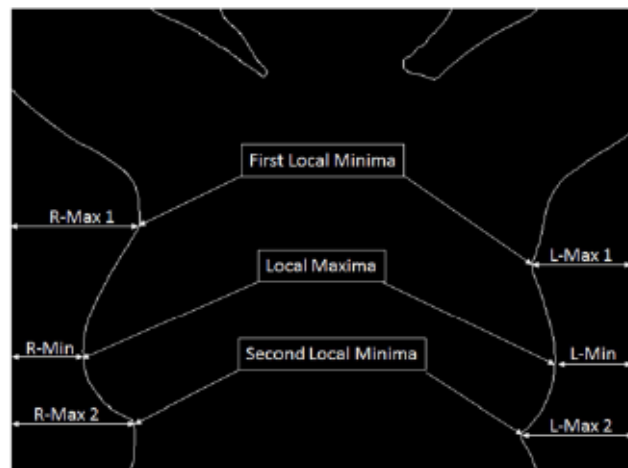 First Local Minima
R-Max 1
L-Max 1
Local Maxima
R-Min
L-Min
Second Local Minima
R-Max 2
L-Max 2